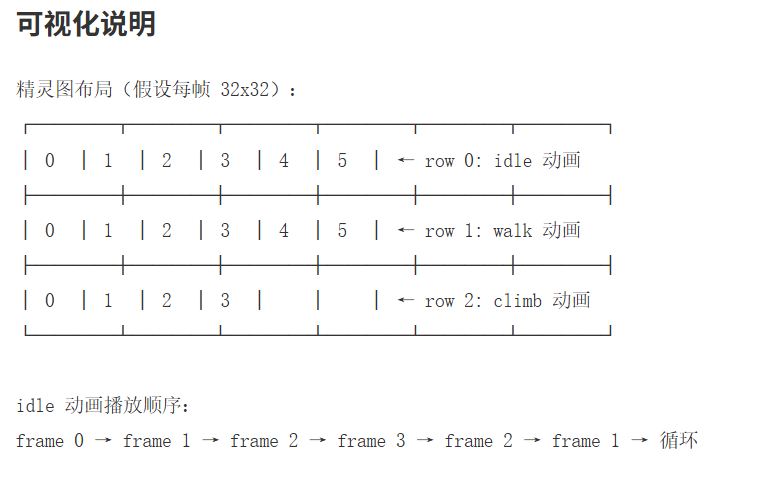 可视化说明
精灵图布局（假设每帧 32x32）：
┌────┬────┬────┬────┬────┬────┐
│ 0  │ 1  │ 2  │ 3  │ 4  │ 5  │ ← row 0: idle 动画
├────┼────┼────┼────┼────┼────┤
│ 0  │ 1  │ 2  │ 3  │ 4  │ 5  │ ← row 1: walk 动画
├────┼────┼────┼────┼────┼────┤
│ 0  │ 1  │ 2  │ 3  │    │    │ ← row 2: climb 动画
└────┴────┴────┴────┴────┴────┘
idle 动画播放顺序：
frame 0 → frame 1 → frame 2 → frame 3 → frame 2 → frame 1 → 循环